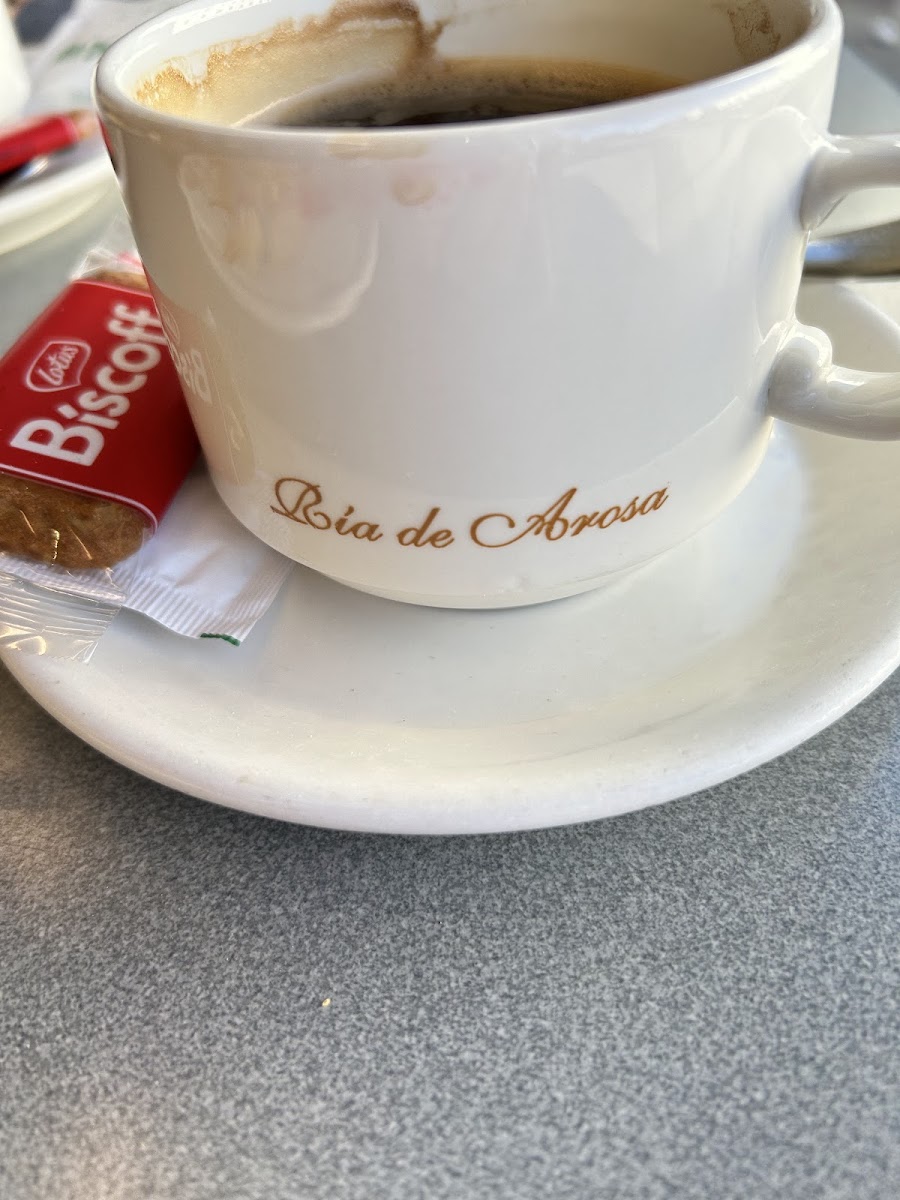 Lotus
Biscoff
Ría de Arosa